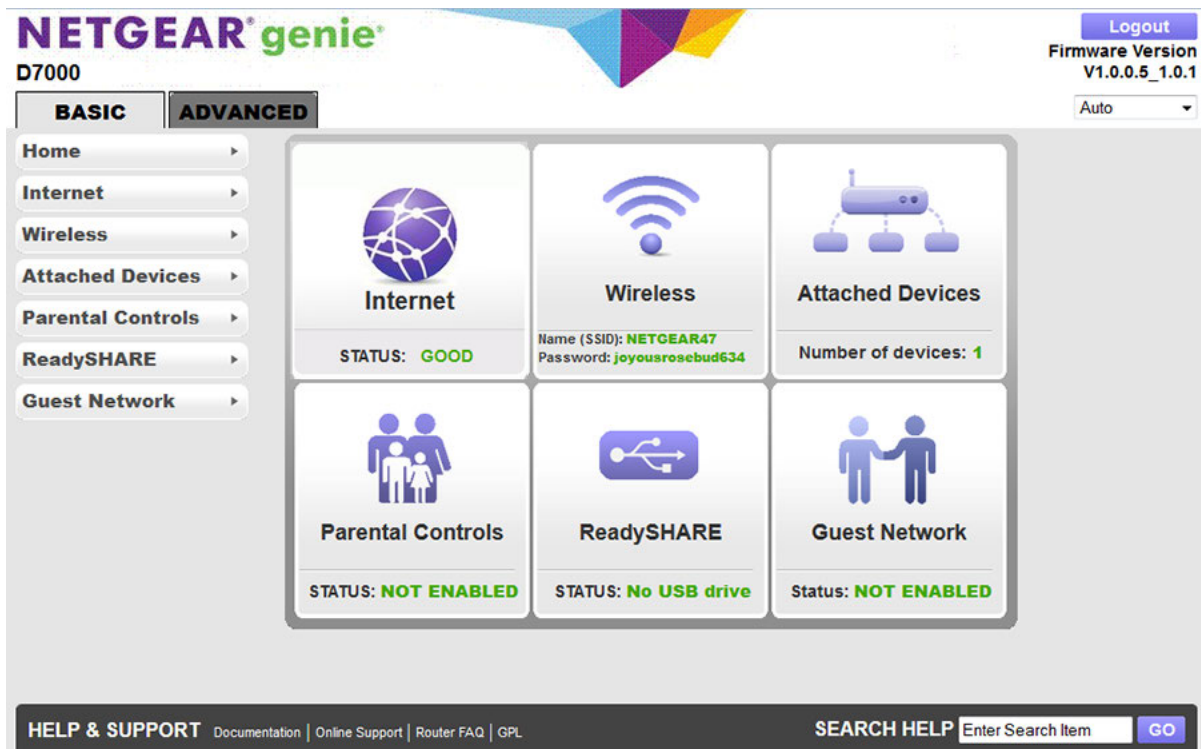 NETGEAR® genie®
D7000
Logout
Firmware Version
V1.0.0.5_1.0.1
BASIC
ADVANCED
Auto
Home
Internet
Wireless
Attached Devices
Parental Controls
ReadySHARE
Guest Network
Internet
STATUS: GOOD
Wireless
Name (SSID): NETGEAR47
Password: joyousrosebud634
Attached Devices
Number of devices: 1
Parental Controls
STATUS: NOT ENABLED
ReadySHARE
STATUS: No USB drive
Guest Network
Status: NOT ENABLED
HELP & SUPPORT Documentation | Online Support | Router FAQ | GPL
SEARCH HELP Enter Search Item GO